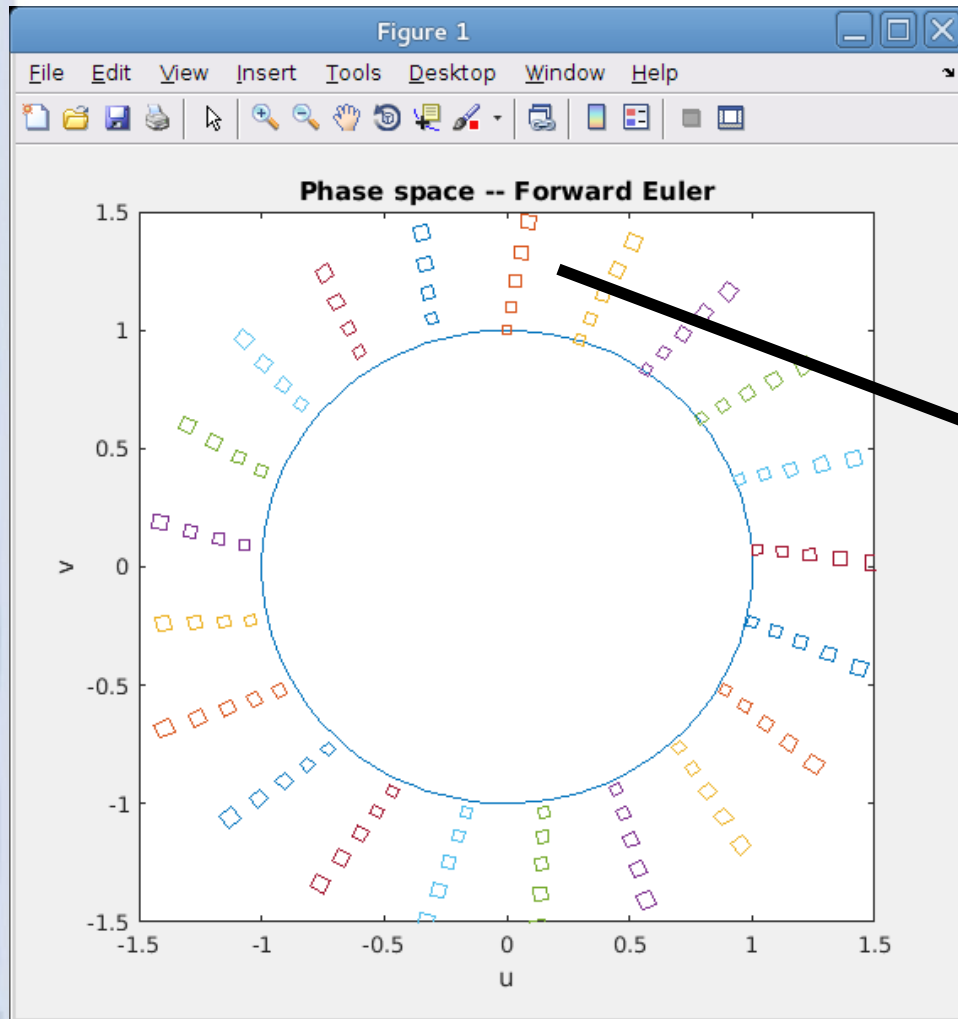 Figure 1
File Edit View Insert Tools Desktop Window Help
Phase space -- Forward Euler
1.5
1
0.5
0
-0.5
-1
-1.5
v
-1.5 -1 -0.5 0 0.5 1 1.5
u